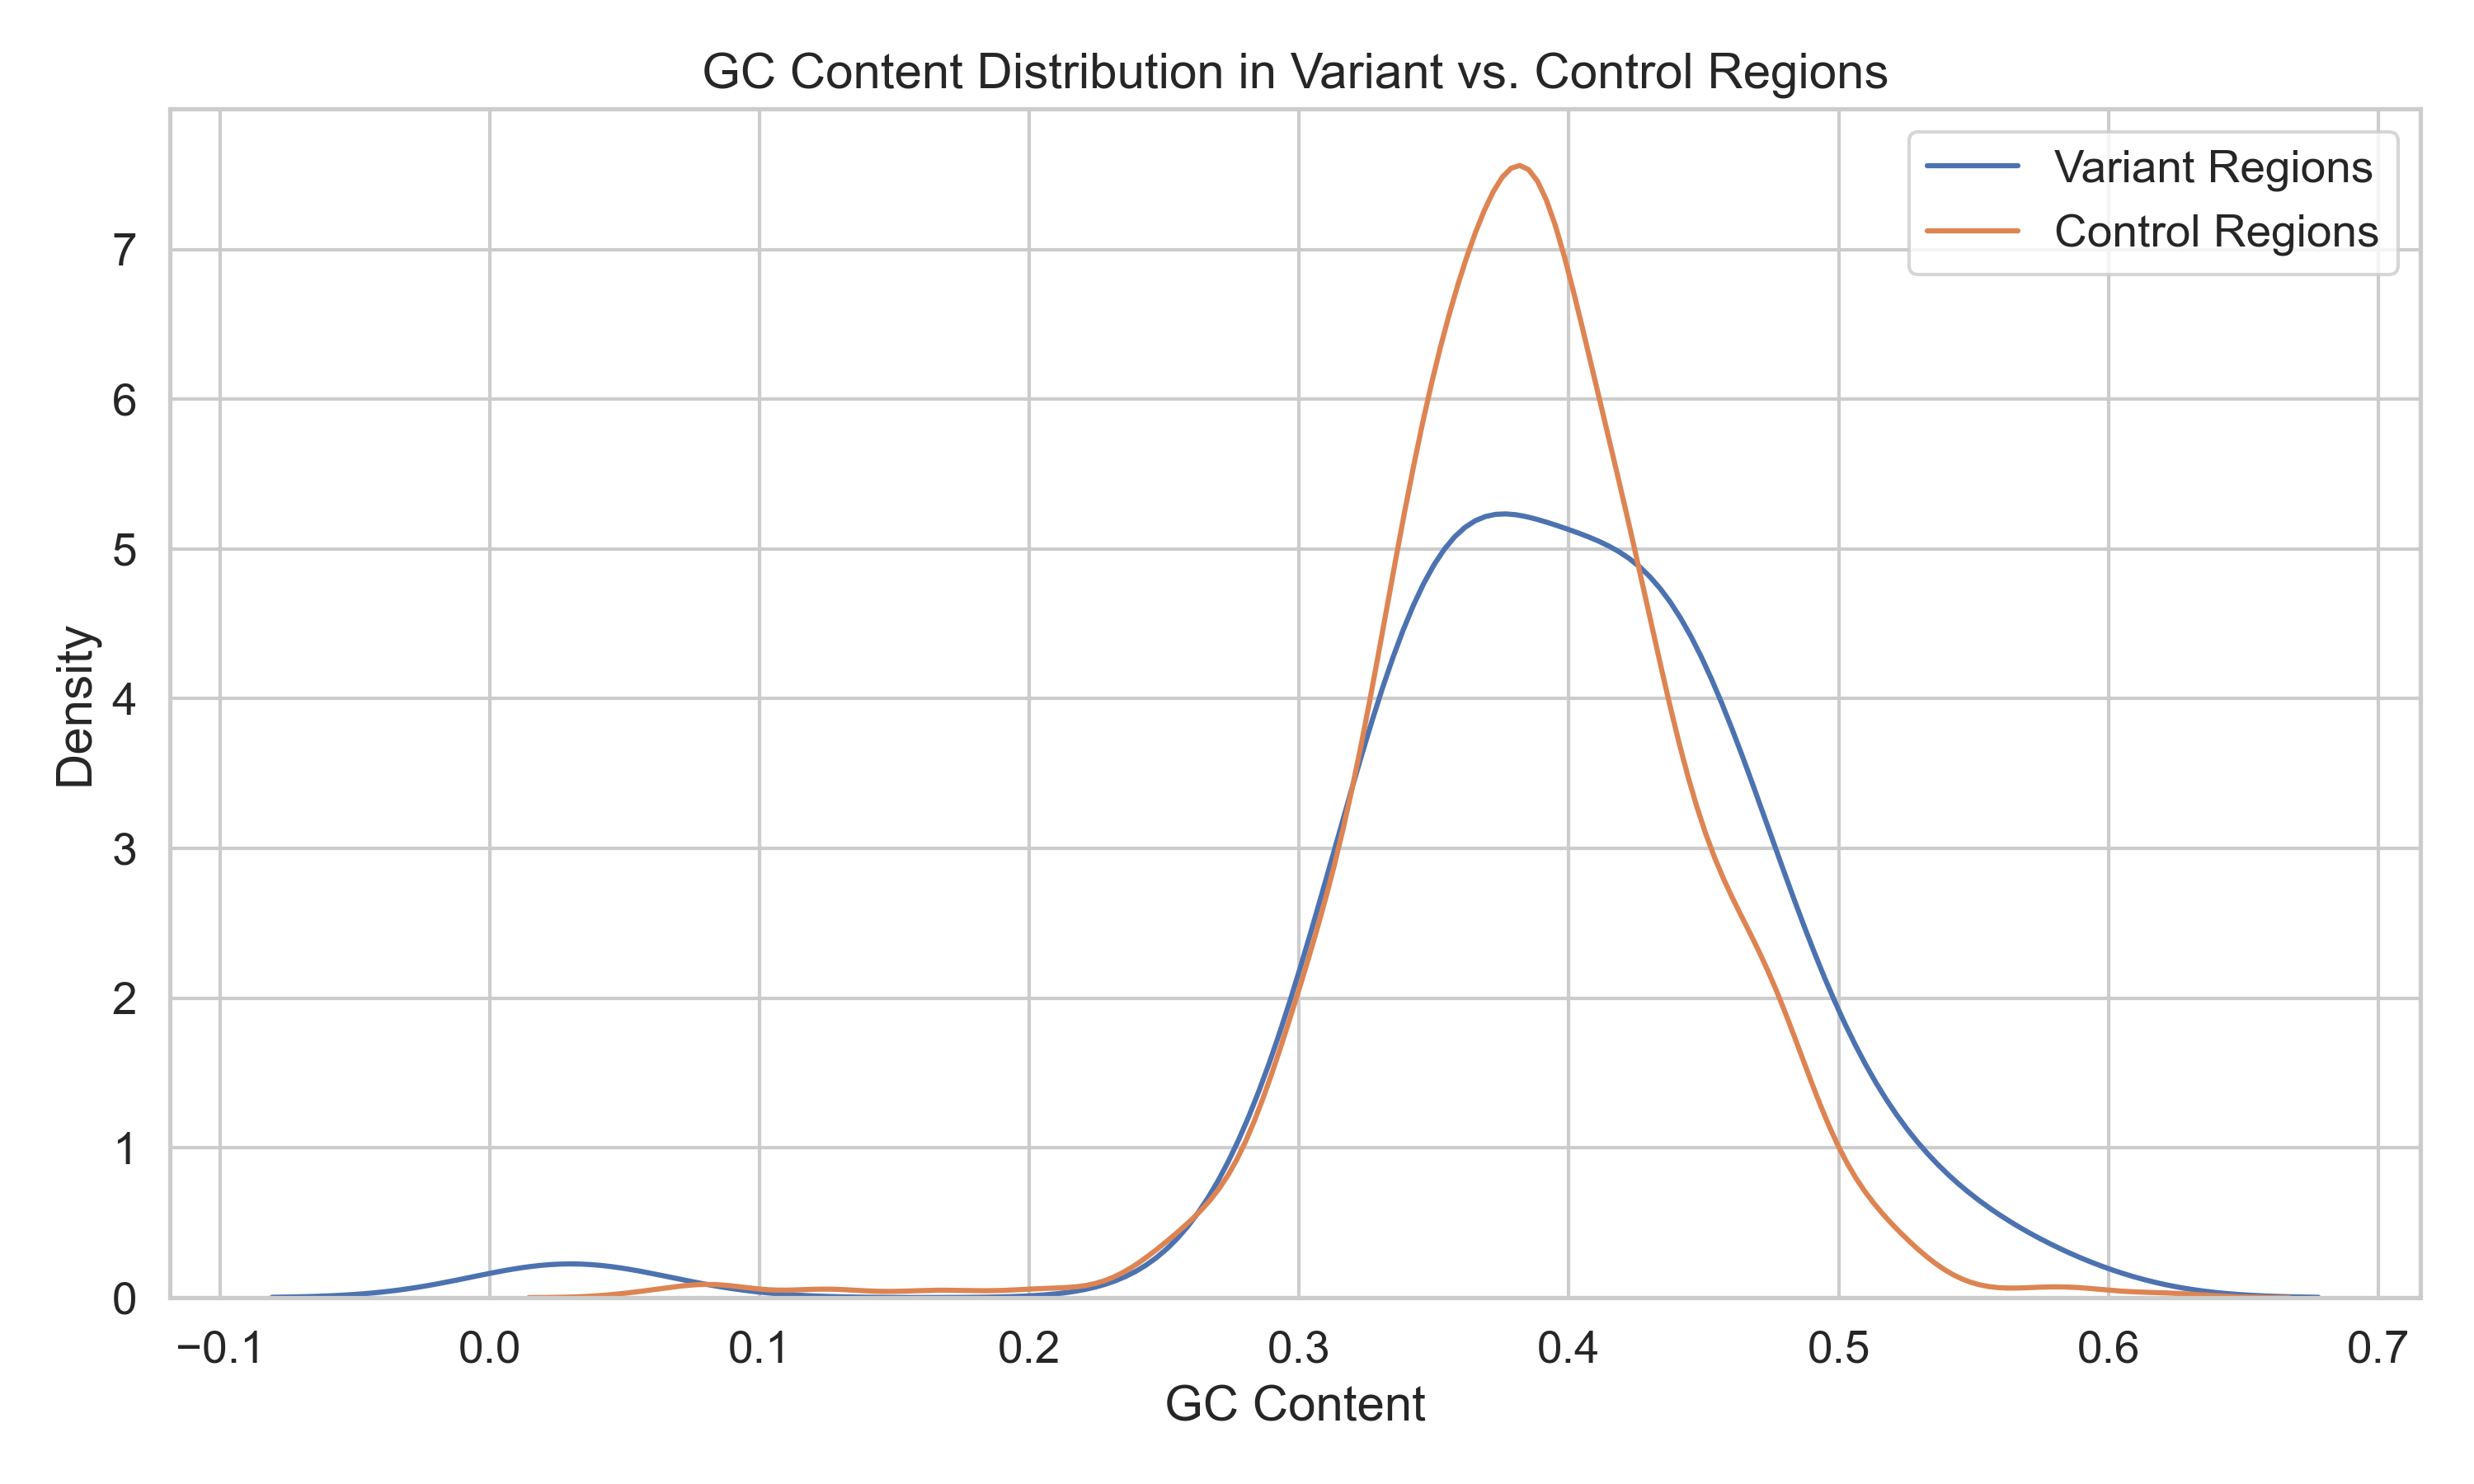 GC Content Distribution in Variant vs. Control Regions
Variant Regions
Control Regions
Density
7
6
5
4
3
2
1
0
−0.1 0.0 0.1 0.2 0.3 0.4 0.5 0.6 0.7
GC Content